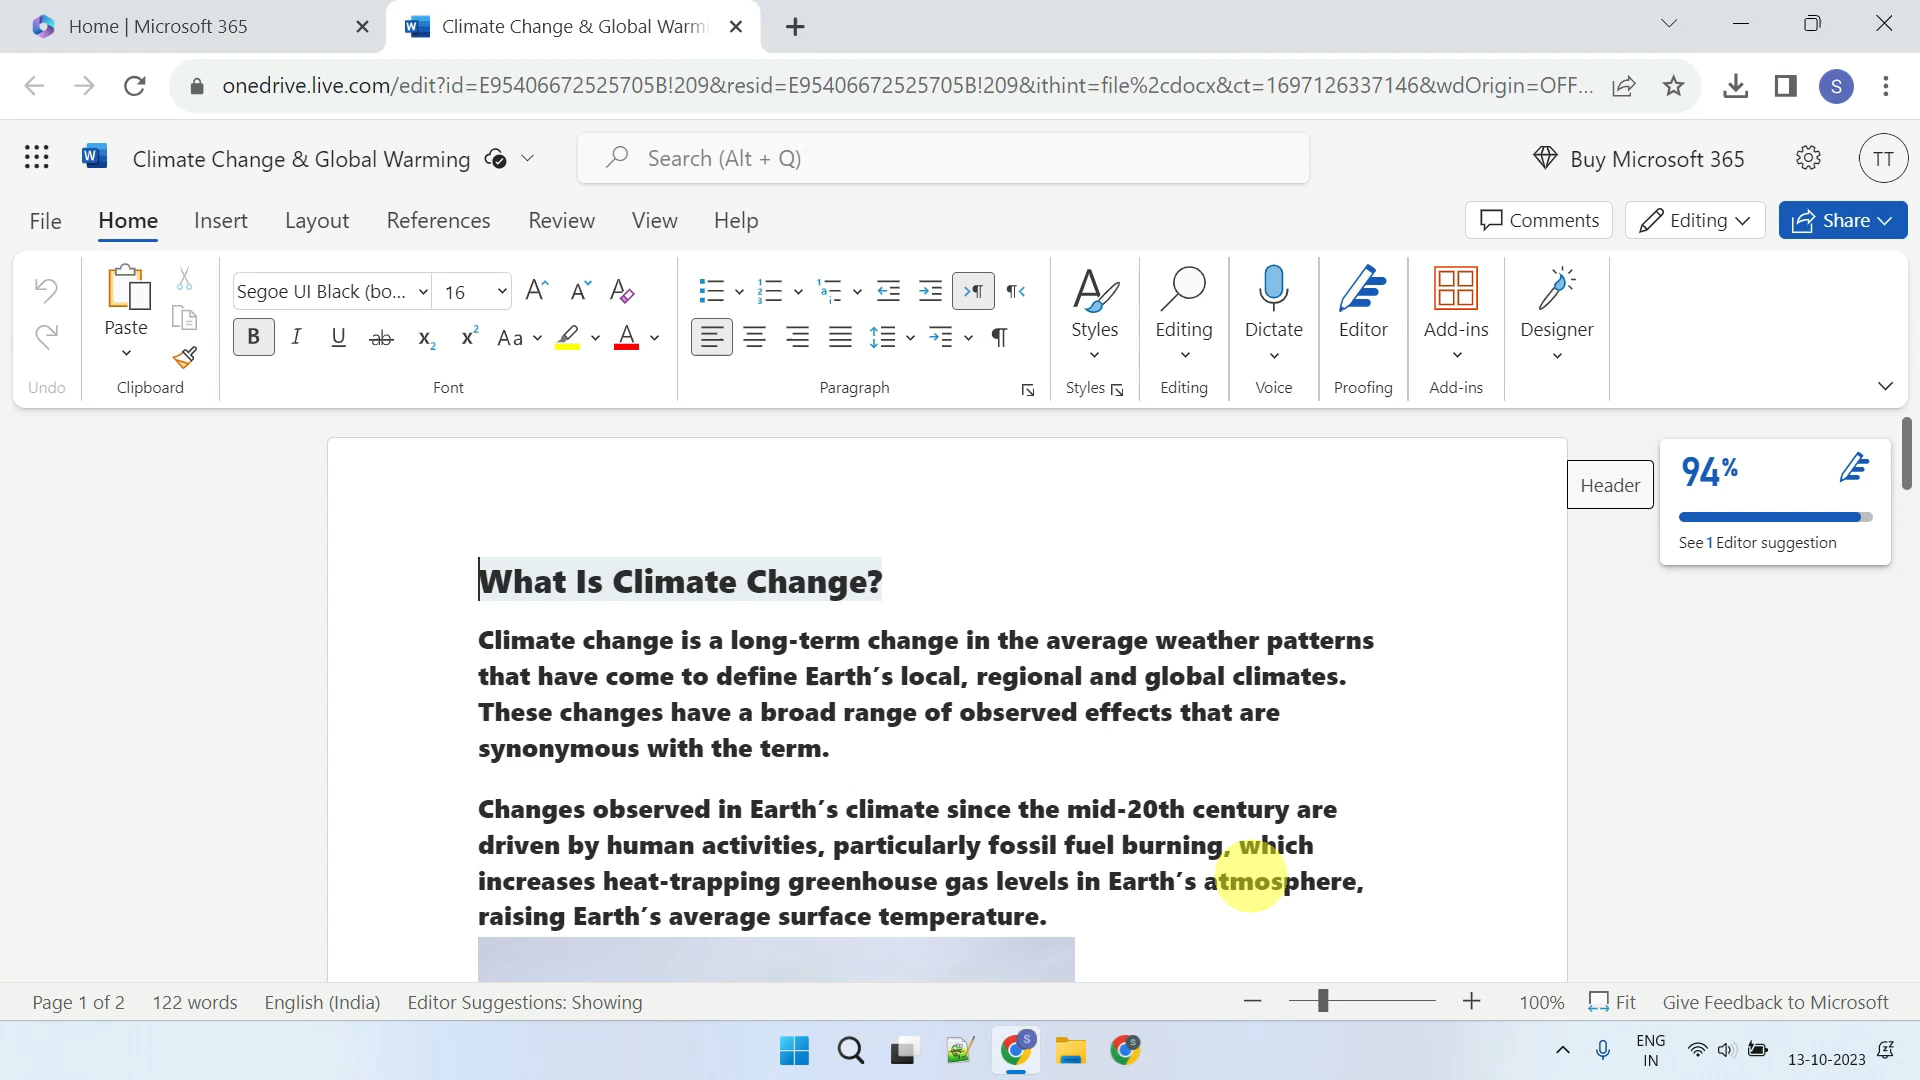 Home | Microsoft 365
Climate Change & Global Warmi
onedrive.live.com/edit?id=E95406672525705B!209&resid=E95406672525705B!209&ithint=file%2cdocx&ct=1697126337146&wdOrigin=OFF...
S
Climate Change & Global Warming
Search (Alt + Q)
Buy Microsoft 365
TT
File
Home
Insert
Layout
References
Review
View
Help
Comments
Editing
Share
Segoe UI Black (bo...
16
Paste
Styles
Editing
Dictate
Editor
Add-ins
Designer
Undo
Clipboard
Font
Paragraph
Styles
Editing
Voice
Proofing
Add-ins
Header
94%
See 1 Editor suggestion
What Is Climate Change?
Climate change is a long-term change in the average weather patterns
that have come to define Earth’s local, regional and global climates.
These changes have a broad range of observed effects that are
synonymous with the term.
Changes observed in Earth’s climate since the mid-20th century are
driven by human activities, particularly fossil fuel burning, which
increases heat-trapping greenhouse gas levels in Earth’s atmosphere,
raising Earth’s average surface temperature.
Page 1 of 2
122 words
English (India)
Editor Suggestions: Showing
100%
Fit
Give Feedback to Microsoft
ENG
IN
13-10-2023